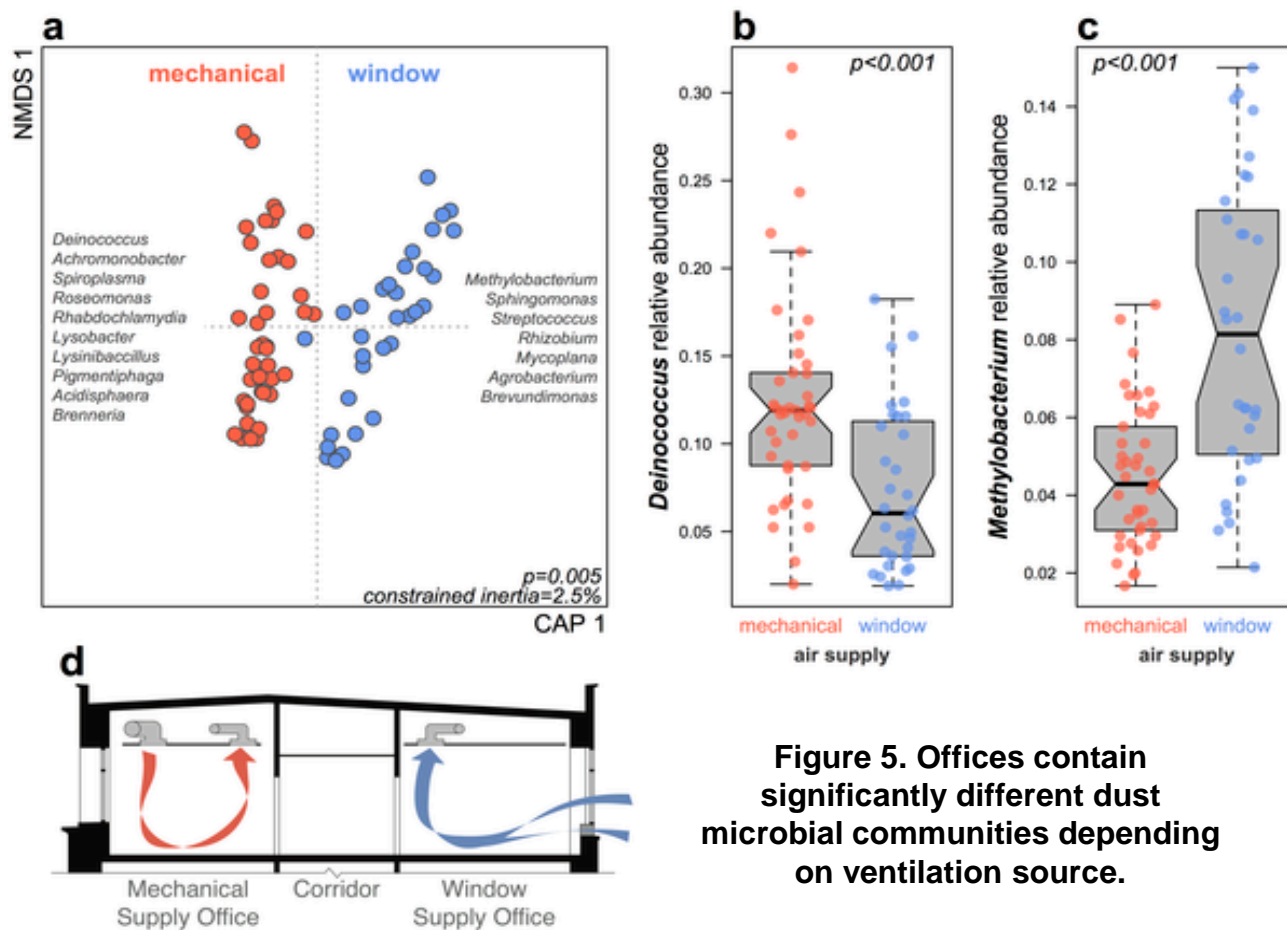 a
NMDS 1
mechanical
window
Deinococcus
Achromonobacter
Spiroplasma
Roseomonas
Rhabdochlamydia
Lysobacter
Lysinibaccillus
Pigmentiphaga
Acidisphaera
Brenneria
Methylobacterium
Sphingomonas
Streptococcus
Rhizobium
Mycoplana
Agrobacterium
Brevundimonas
p=0.005
constrained inertia=2.5%
CAP 1
b
p<0.001
Deinococcus relative abundance
0.30
0.25
0.20
0.15
0.10
0.05
mechanical window
air supply
c
p<0.001
Methylobacterium relative abundance
0.14
0.12
0.10
0.08
0.06
0.04
0.02
mechanical window
air supply
d
Mechanical
Supply Office
Corridor
Window
Supply Office
Figure 5. Offices contain
significantly different dust
microbial communities depending
on ventilation source.